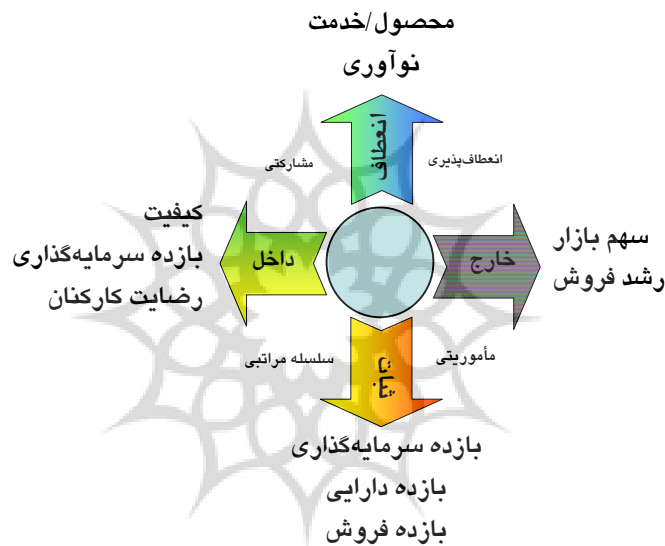 محصول/خدمت
نوآوری
انعطاف
مشارکتی
انعطاف‌پذیری
کیفیت
بازده سرمایه‌گذاری
رضایت کارکنان
داخل
خارج
سهم بازار
رشد فروش
سلسله مراتبی
مأموریتی
ثبات
بازده سرمایه‌گذاری
بازده دارایی
بازده فروش